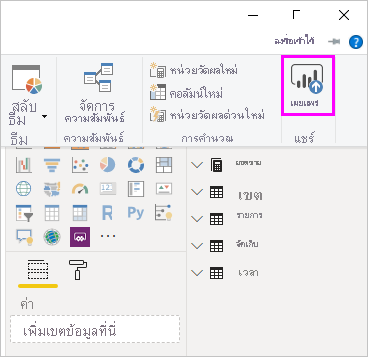 ลงชื่อเข้าใช้
สลับ
ธีม
ธีม
จัดการ
ความสัมพันธ์
ความสัมพันธ์
หน่วยวัดผลใหม่
คอลัมน์ใหม่
หน่วยวัดผลด่วนใหม่
การคำนวณ
เผยแพร่
แชร์
123
R
Py
เขต
รายการ
จัดเก็บ
เวลา
ค่า
เพิ่มเขตข้อมูลที่นี่